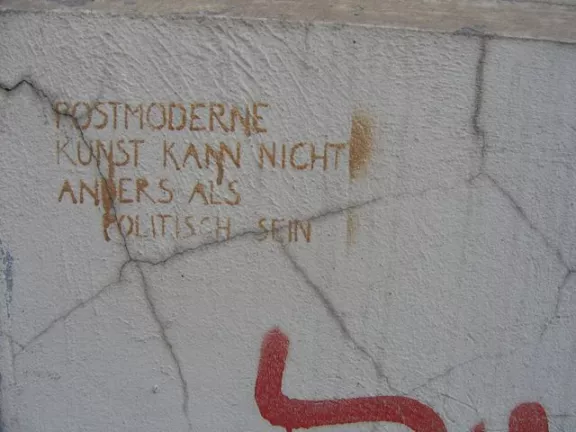 POSTMODERNE
KUNST KANN NICHT
ANDERS ALS
POLITISCH SEIN